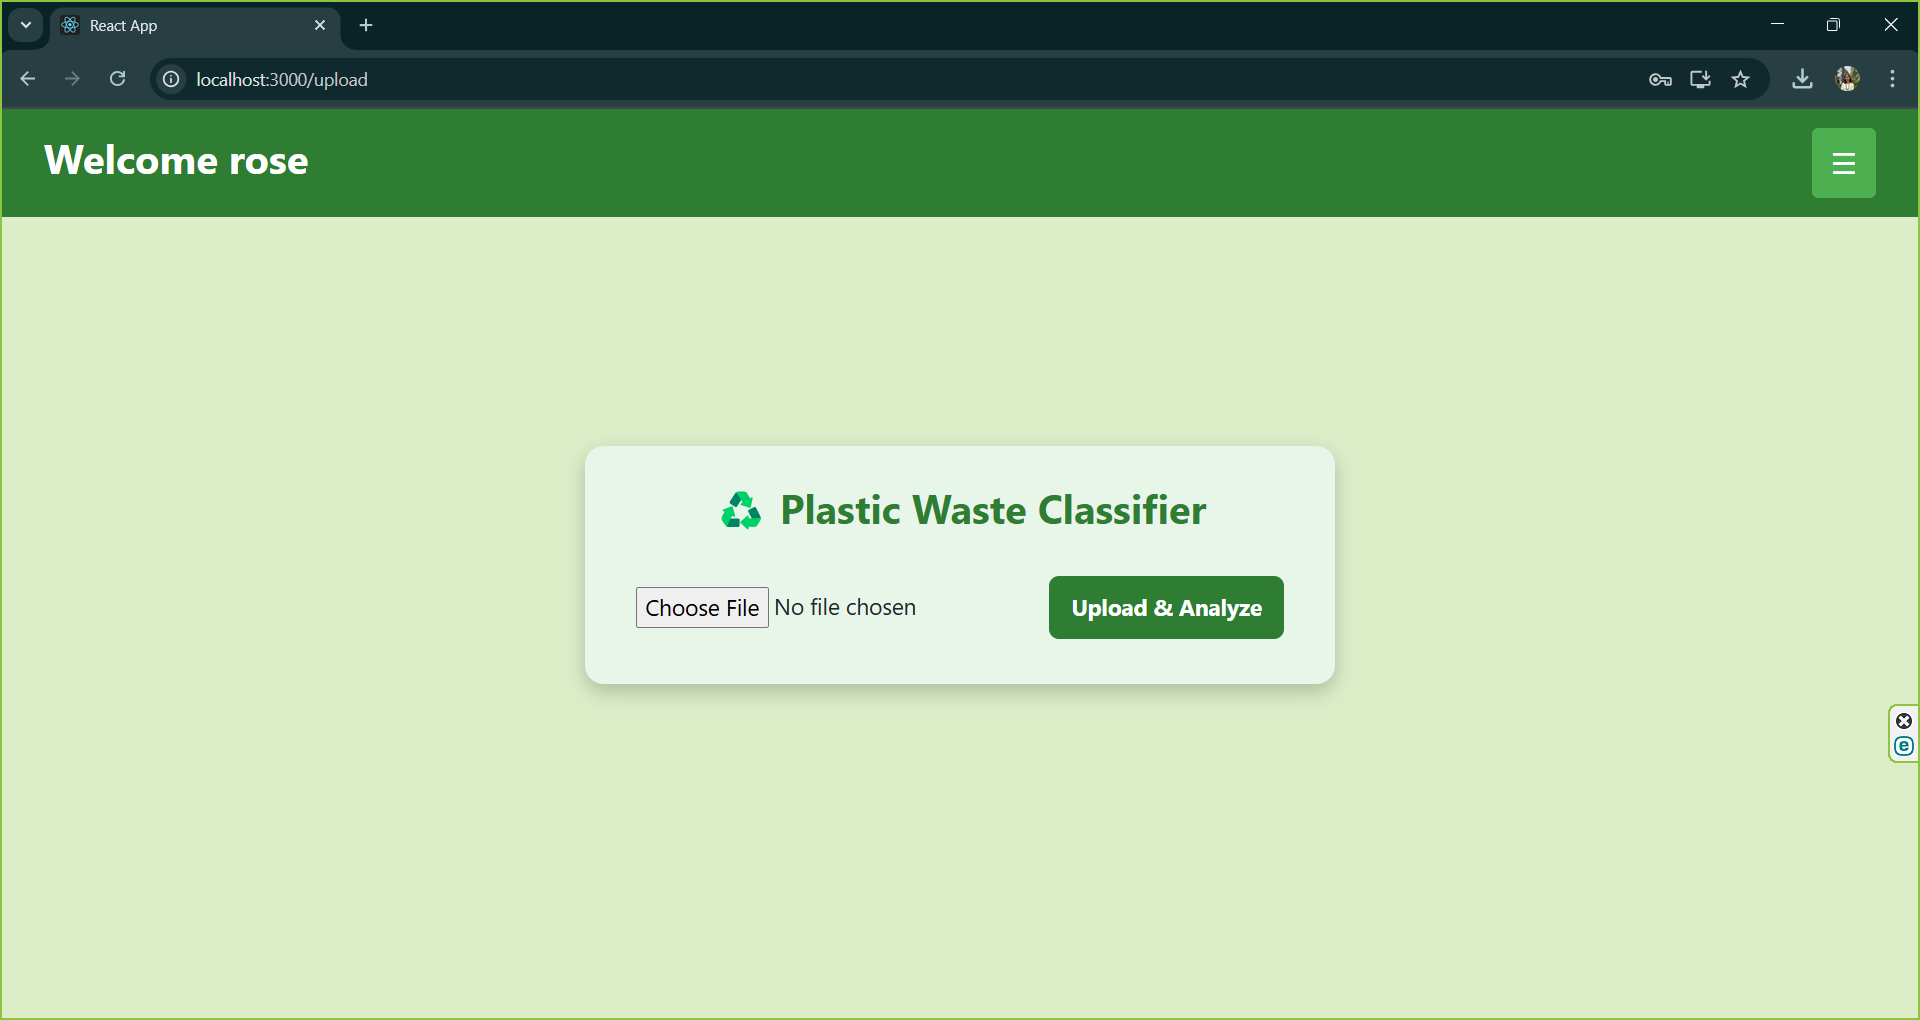 React App
localhost:3000/upload
Welcome rose
Plastic Waste Classifier
Choose File No file chosen
Upload & Analyze
e